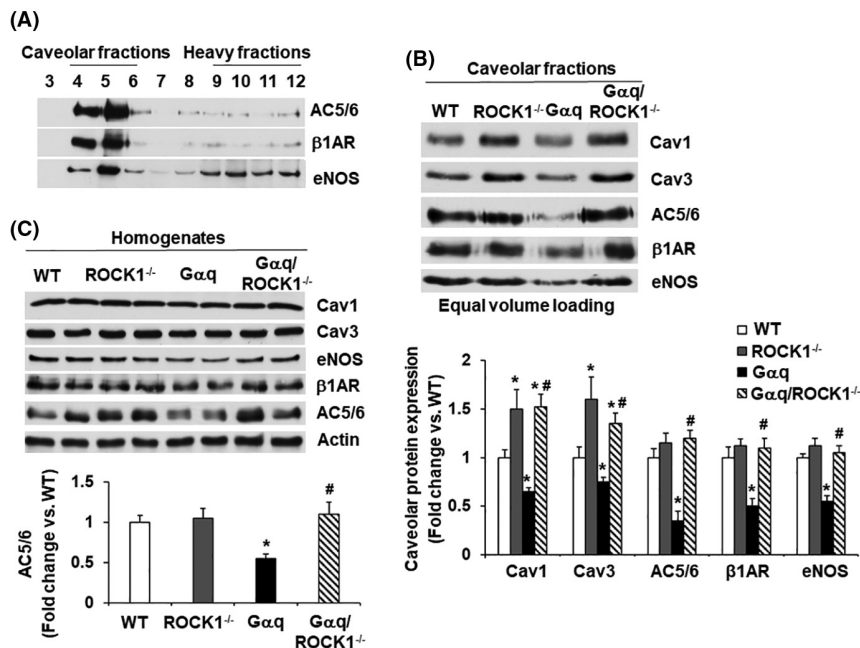 (A)
Caveolar fractions Heavy fractions
3 4 5 6 7 8 9 10 11 12
AC5/6
β1AR
eNOS
(B)
Caveolar fractions
WT ROCK1-/- Gαq Gαq/
ROCK1-/-
Cav1
Cav3
AC5/6
β1AR
eNOS
Equal volume loading
WT
ROCK1-/-
Gαq
Gαq/ROCK1-/-
Caveolar protein expression
(Fold change vs. WT)
2
1.5
1
0.5
0
* * * #
* * * #
* #
* #
* #
Cav1 Cav3 AC5/6 β1AR eNOS
(C)
Homogenates
WT ROCK1-/- Gαq Gαq/
ROCK1-/-
Cav1
Cav3
eNOS
β1AR
AC5/6
Actin
AC5/6
(Fold change vs. WT)
1.5
1
0.5
0
* #
WT ROCK1-/- Gαq Gαq/
ROCK1-/-